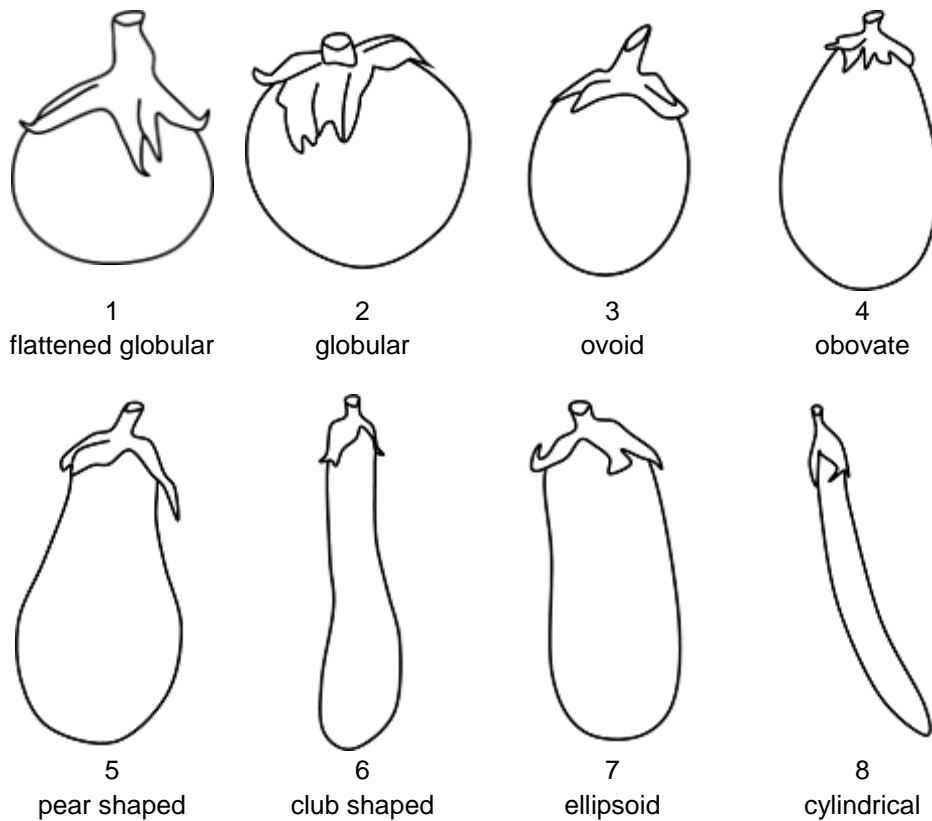 1
flattened globular
2
globular
3
ovoid
4
obovate
5
pear shaped
6
club shaped
7
ellipsoid
8
cylindrical